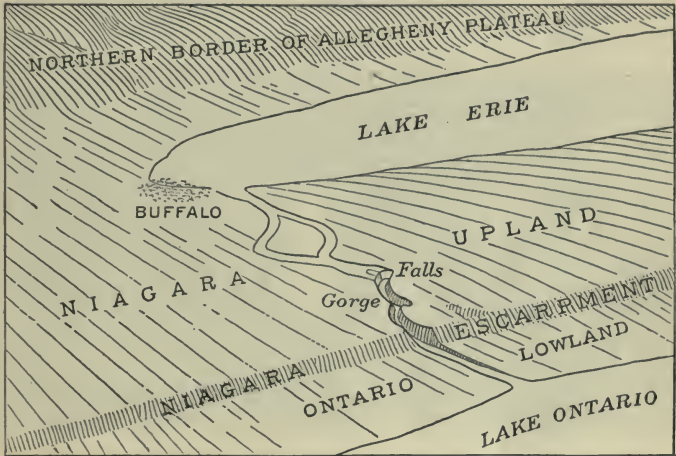 NORTHERN BORDER OF ALLEGHENY PLATEAU
LAKE ERIE
BUFFALO
UPLAND
NIAGARA
Falls
Gorge
NIAGARA ESCARPMENT
LOWLAND
ONTARIO
LAKE ONTARIO